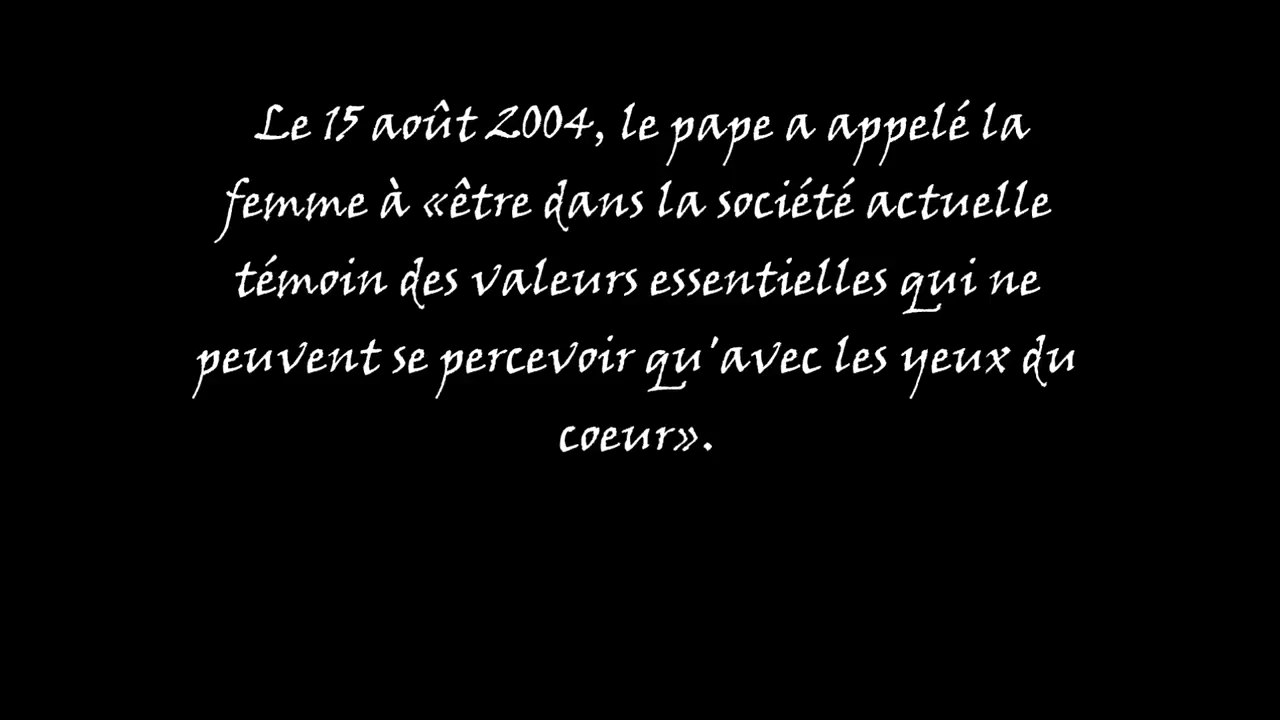 Le 15 août 2004, le pape a appelé la
femme à «être dans la société actuelle
témoin des valeurs essentielles qui ne
peuvent se percevoir qu'avec les yeux du
coeur».